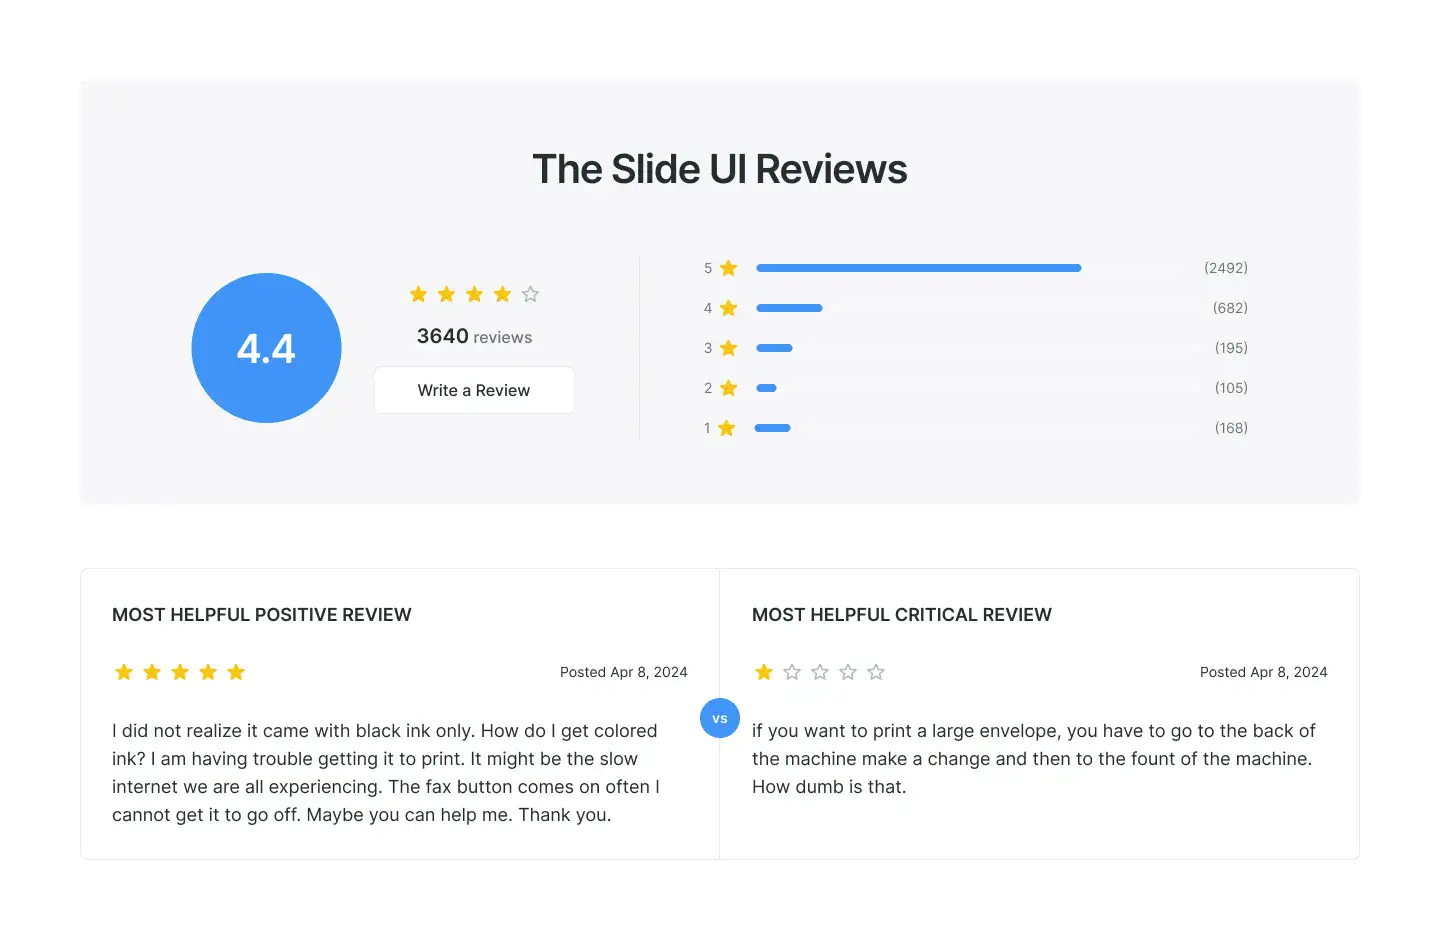 The Slide UI Reviews
4.4
3640 reviews
Write a Review
5 (2492)
4 (682)
3 (195)
2 (105)
1 (168)
MOST HELPFUL POSITIVE REVIEW
Posted Apr 8, 2024
I did not realize it came with black ink only. How do I get colored
ink? I am having trouble getting it to print. It might be the slow
internet we are all experiencing. The fax button comes on often I
cannot get it to go off. Maybe you can help me. Thank you.
vs
MOST HELPFUL CRITICAL REVIEW
Posted Apr 8, 2024
if you want to print a large envelope, you have to go to the back of
the machine make a change and then to the fount of the machine.
How dumb is that.